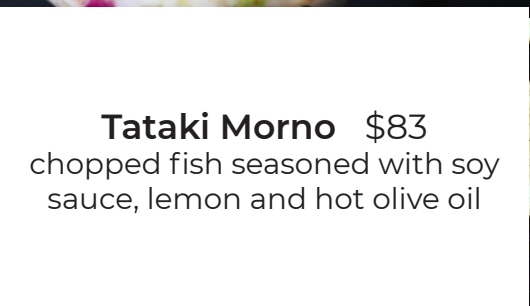 Tataki Morno $83
chopped fish seasoned with soy
sauce, lemon and hot olive oil